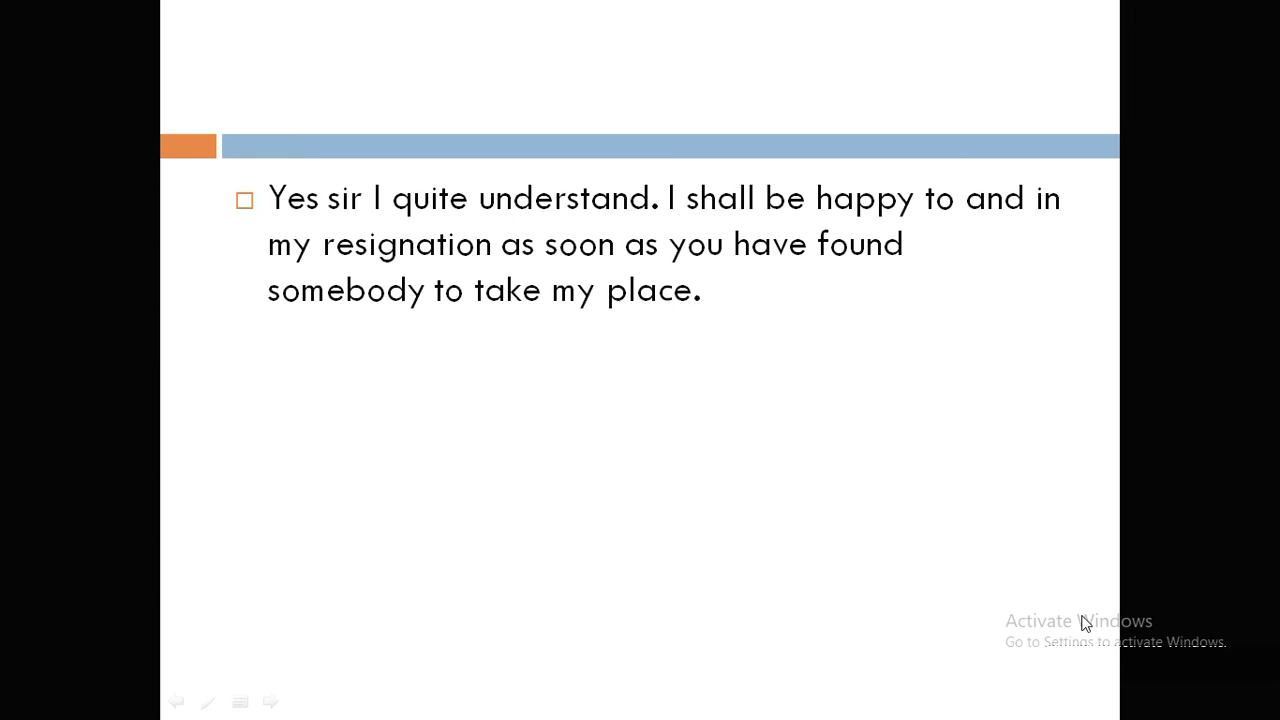 Yes sir I quite understand. I shall be happy to and in
my resignation as soon as you have found
somebody to take my place.
Activate Windows
Go to Settings to activate Windows.